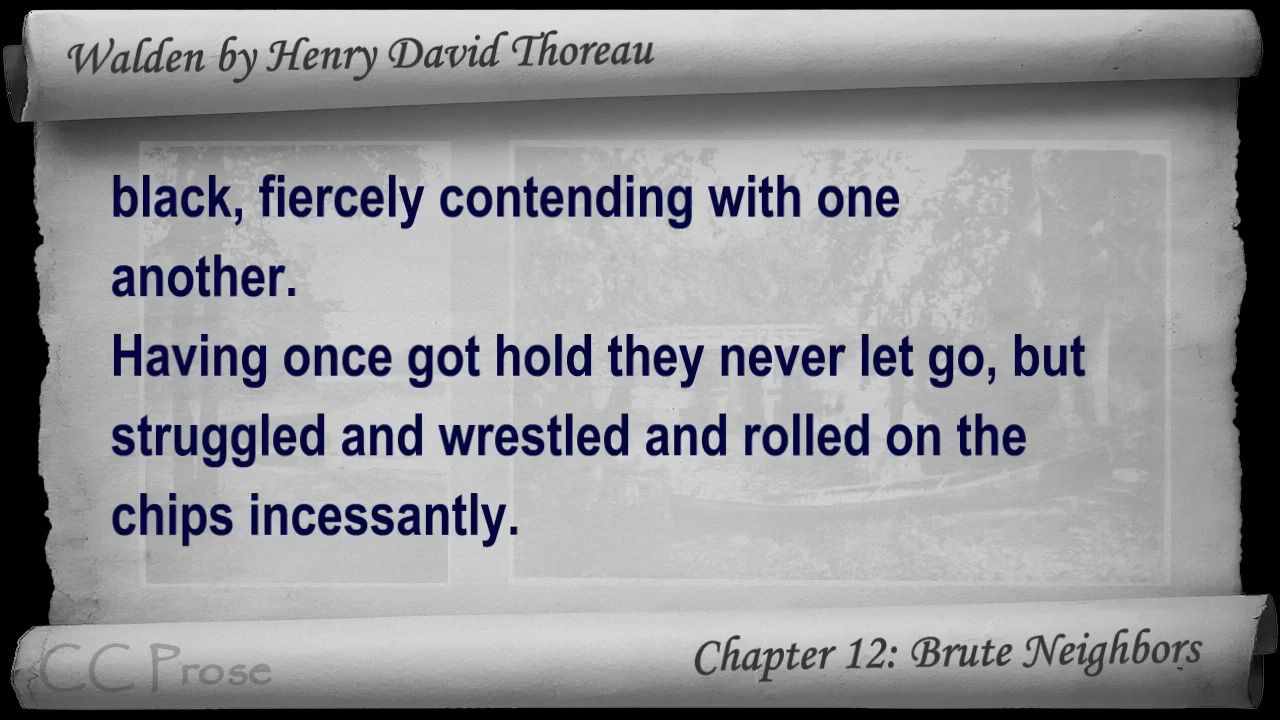 Walden by Henry David Thoreau
black, fiercely contending with one
another.
Having once got hold they never let go, but
struggled and wrestled and rolled on the
chips incessantly.
CC Prose
Chapter 12: Brute Neighbors